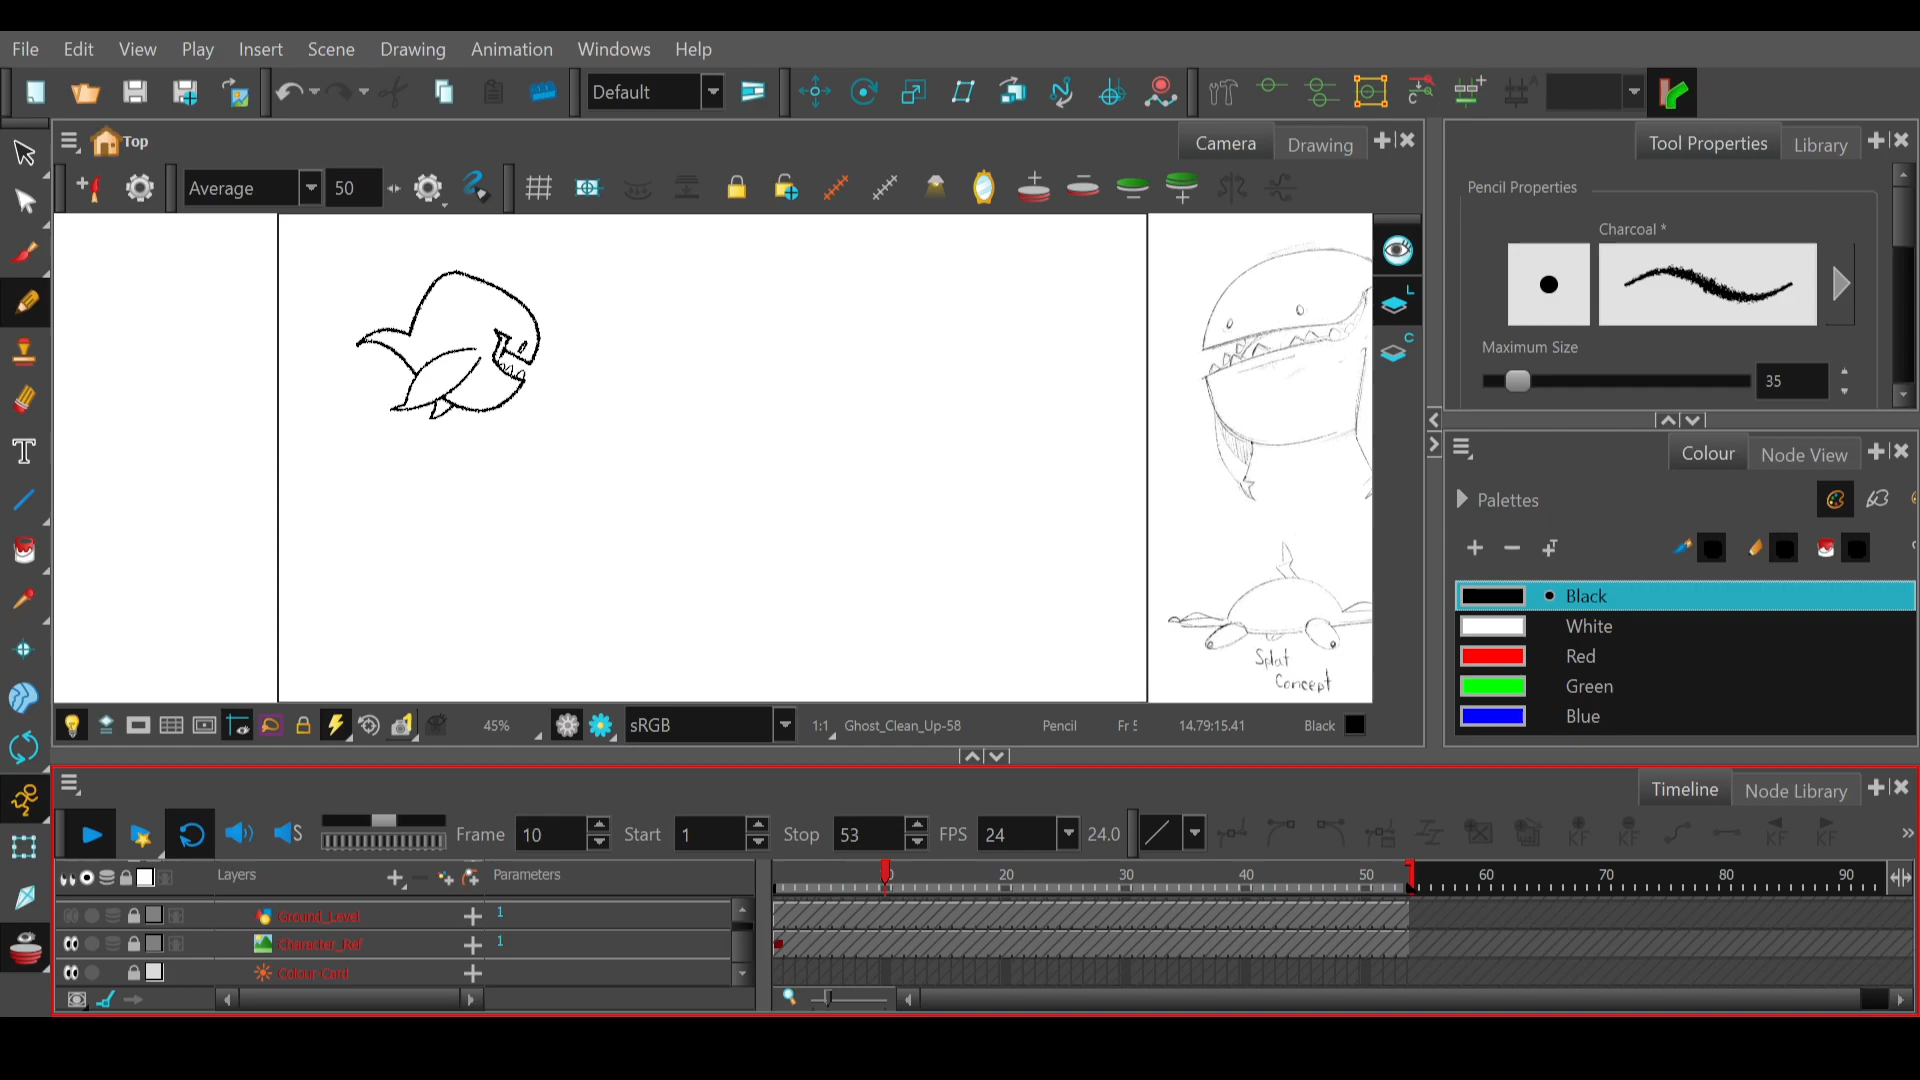 File Edit View Play Insert Scene Drawing Animation Windows Help
Default
Top
Camera Drawing
Average 50
Tool Properties Library
Pencil Properties
Charcoal *
Maximum Size
35
Colour Node View
Palettes
Black
White
Red
Green
Blue
Splat
Concept
45% sRGB 1:1 Ghost_Clean_Up-58 Pencil Fr 14.79:15.41 Black
Timeline Node Library
Frame 10 Start 1 Stop 53 FPS 24 24.0
Layers Parameters
20 30 40 50 60 70 80 90
Ground_Level 1
Character_Ref 1
Colour-Card